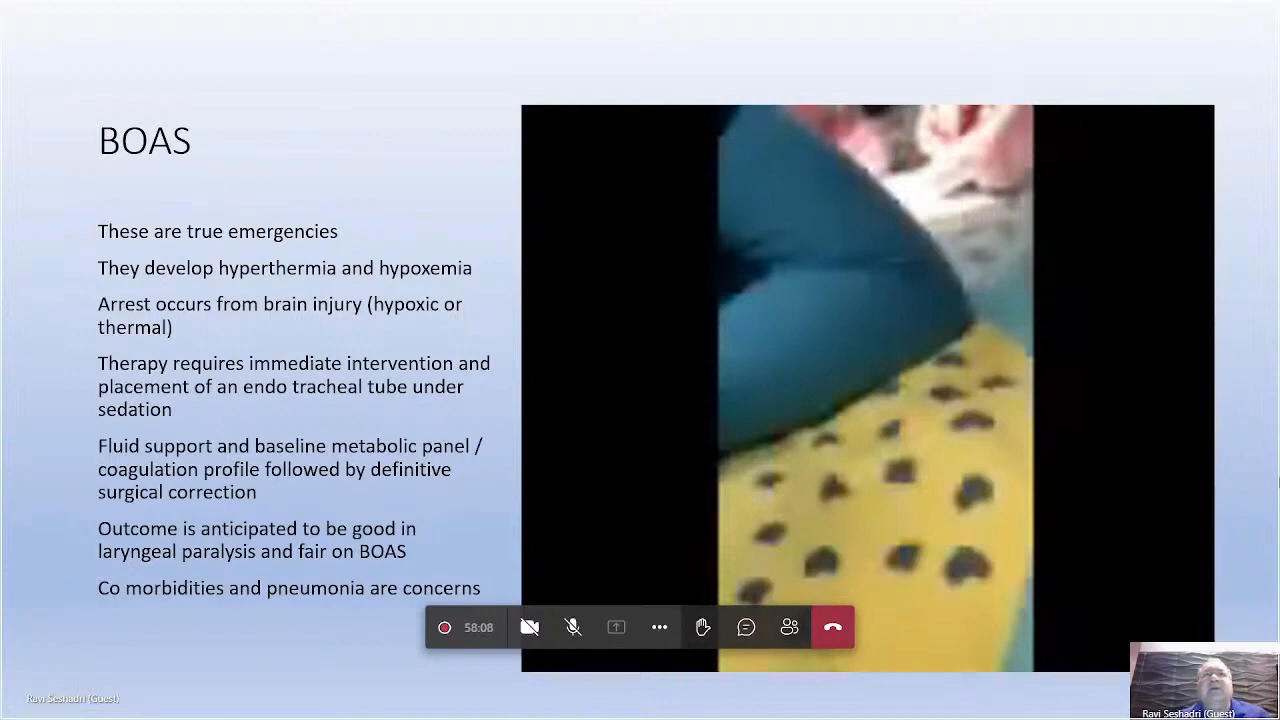 BOAS
These are true emergencies
They develop hyperthermia and hypoxemia
Arrest occurs from brain injury (hypoxic or
thermal)
Therapy requires immediate intervention and
placement of an endo tracheal tube under
sedation
Fluid support and baseline metabolic panel /
coagulation profile followed by definitive
surgical correction
Outcome is anticipated to be good in
laryngeal paralysis and fair on BOAS
Co morbidities and pneumonia are concerns
58:08
Ravi Seshadri (Guest)
Ravi Seshadri (Guest)